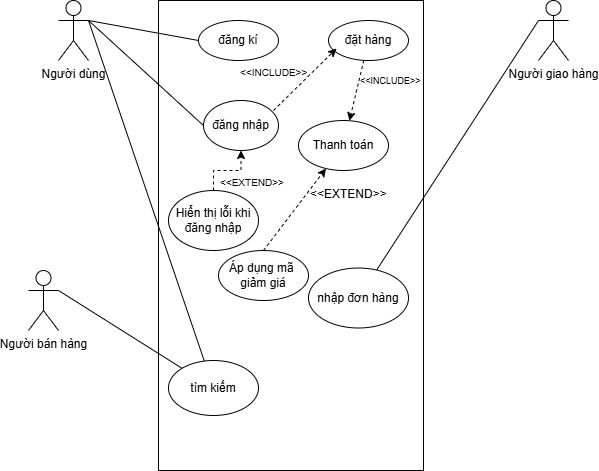 đăng kí
đặt hàng
Người dùng
Người giao hàng
<<INCLUDE>>
<<INCLUDE>>
đăng nhập
Thanh toán
<<EXTEND>>
<<EXTEND>>
Hiển thị lỗi khi
đăng nhập
Áp dụng mã
giảm giá
nhập đơn hàng
Người bán hàng
tìm kiếm